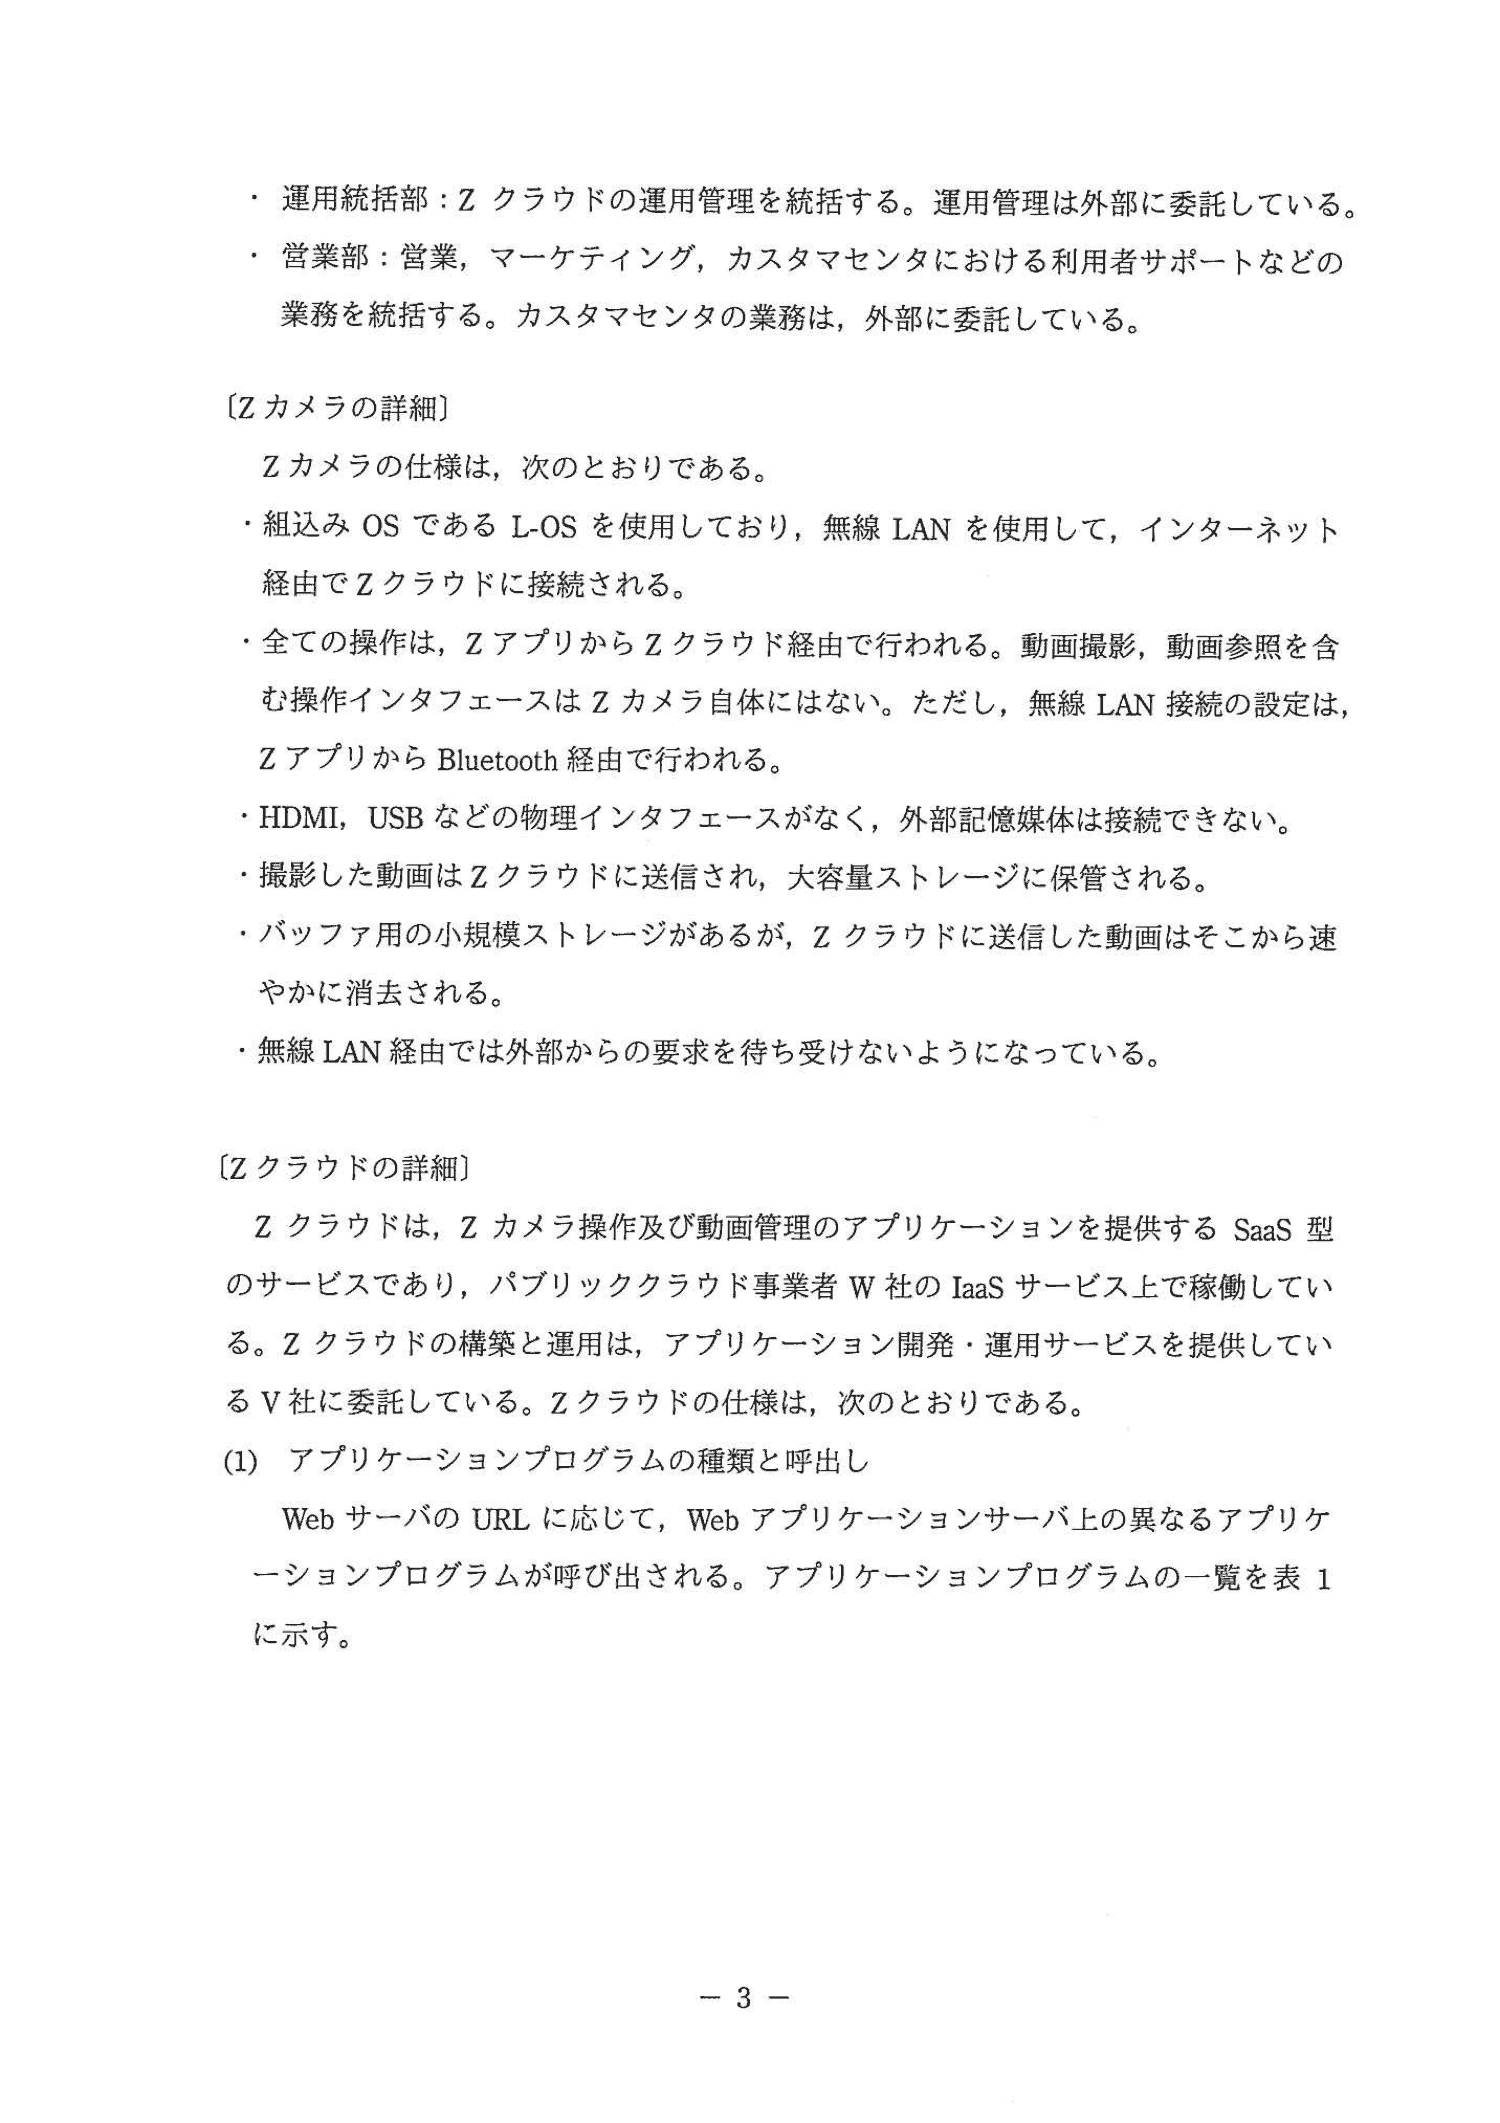 ・ 運用統括部：Z クラウドの運用管理を統括する。運用管理は外部に委託している。
・ 営業部：営業，マーケティング，カスタマセンタにおける利用者サポートなどの
業務を統括する。カスタマセンタの業務は，外部に委託している。
〔Z カメラの詳細〕
Z カメラの仕様は，次のとおりである。
・組込み OS である L-OS を使用しており，無線 LAN を使用して，インターネット
経由で Z クラウドに接続される。
・全ての操作は，Z アプリから Z クラウド経由で行われる。動画撮影，動画参照を含
む操作インタフェースは Z カメラ自体にはない。ただし，無線 LAN 接続の設定は，
Z アプリから Bluetooth 経由で行われる。
・HDMI，USB などの物理インタフェースがなく，外部記憶媒体は接続できない。
・撮影した動画は Z クラウドに送信され，大容量ストレージに保管される。
・バッファ用の小規模ストレージがあるが，Z クラウドに送信した動画はそこから速
やかに消去される。
・無線 LAN 経由では外部からの要求を待ち受けないようになっている。
〔Z クラウドの詳細〕
Z クラウドは，Z カメラ操作及び動画管理のアプリケーションを提供する SaaS 型
のサービスであり，パブリッククラウド事業者 W 社の IaaS サービス上で稼働してい
る。Z クラウドの構築と運用は，アプリケーション開発・運用サービスを提供してい
る V 社に委託している。Z クラウドの仕様は，次のとおりである。
(1) アプリケーションプログラムの種類と呼出し
Web サーバの URL に応じて，Web アプリケーションサーバ上の異なるアプリケ
ーションプログラムが呼び出される。アプリケーションプログラムの一覧を表 1
に示す。
－ 3 －